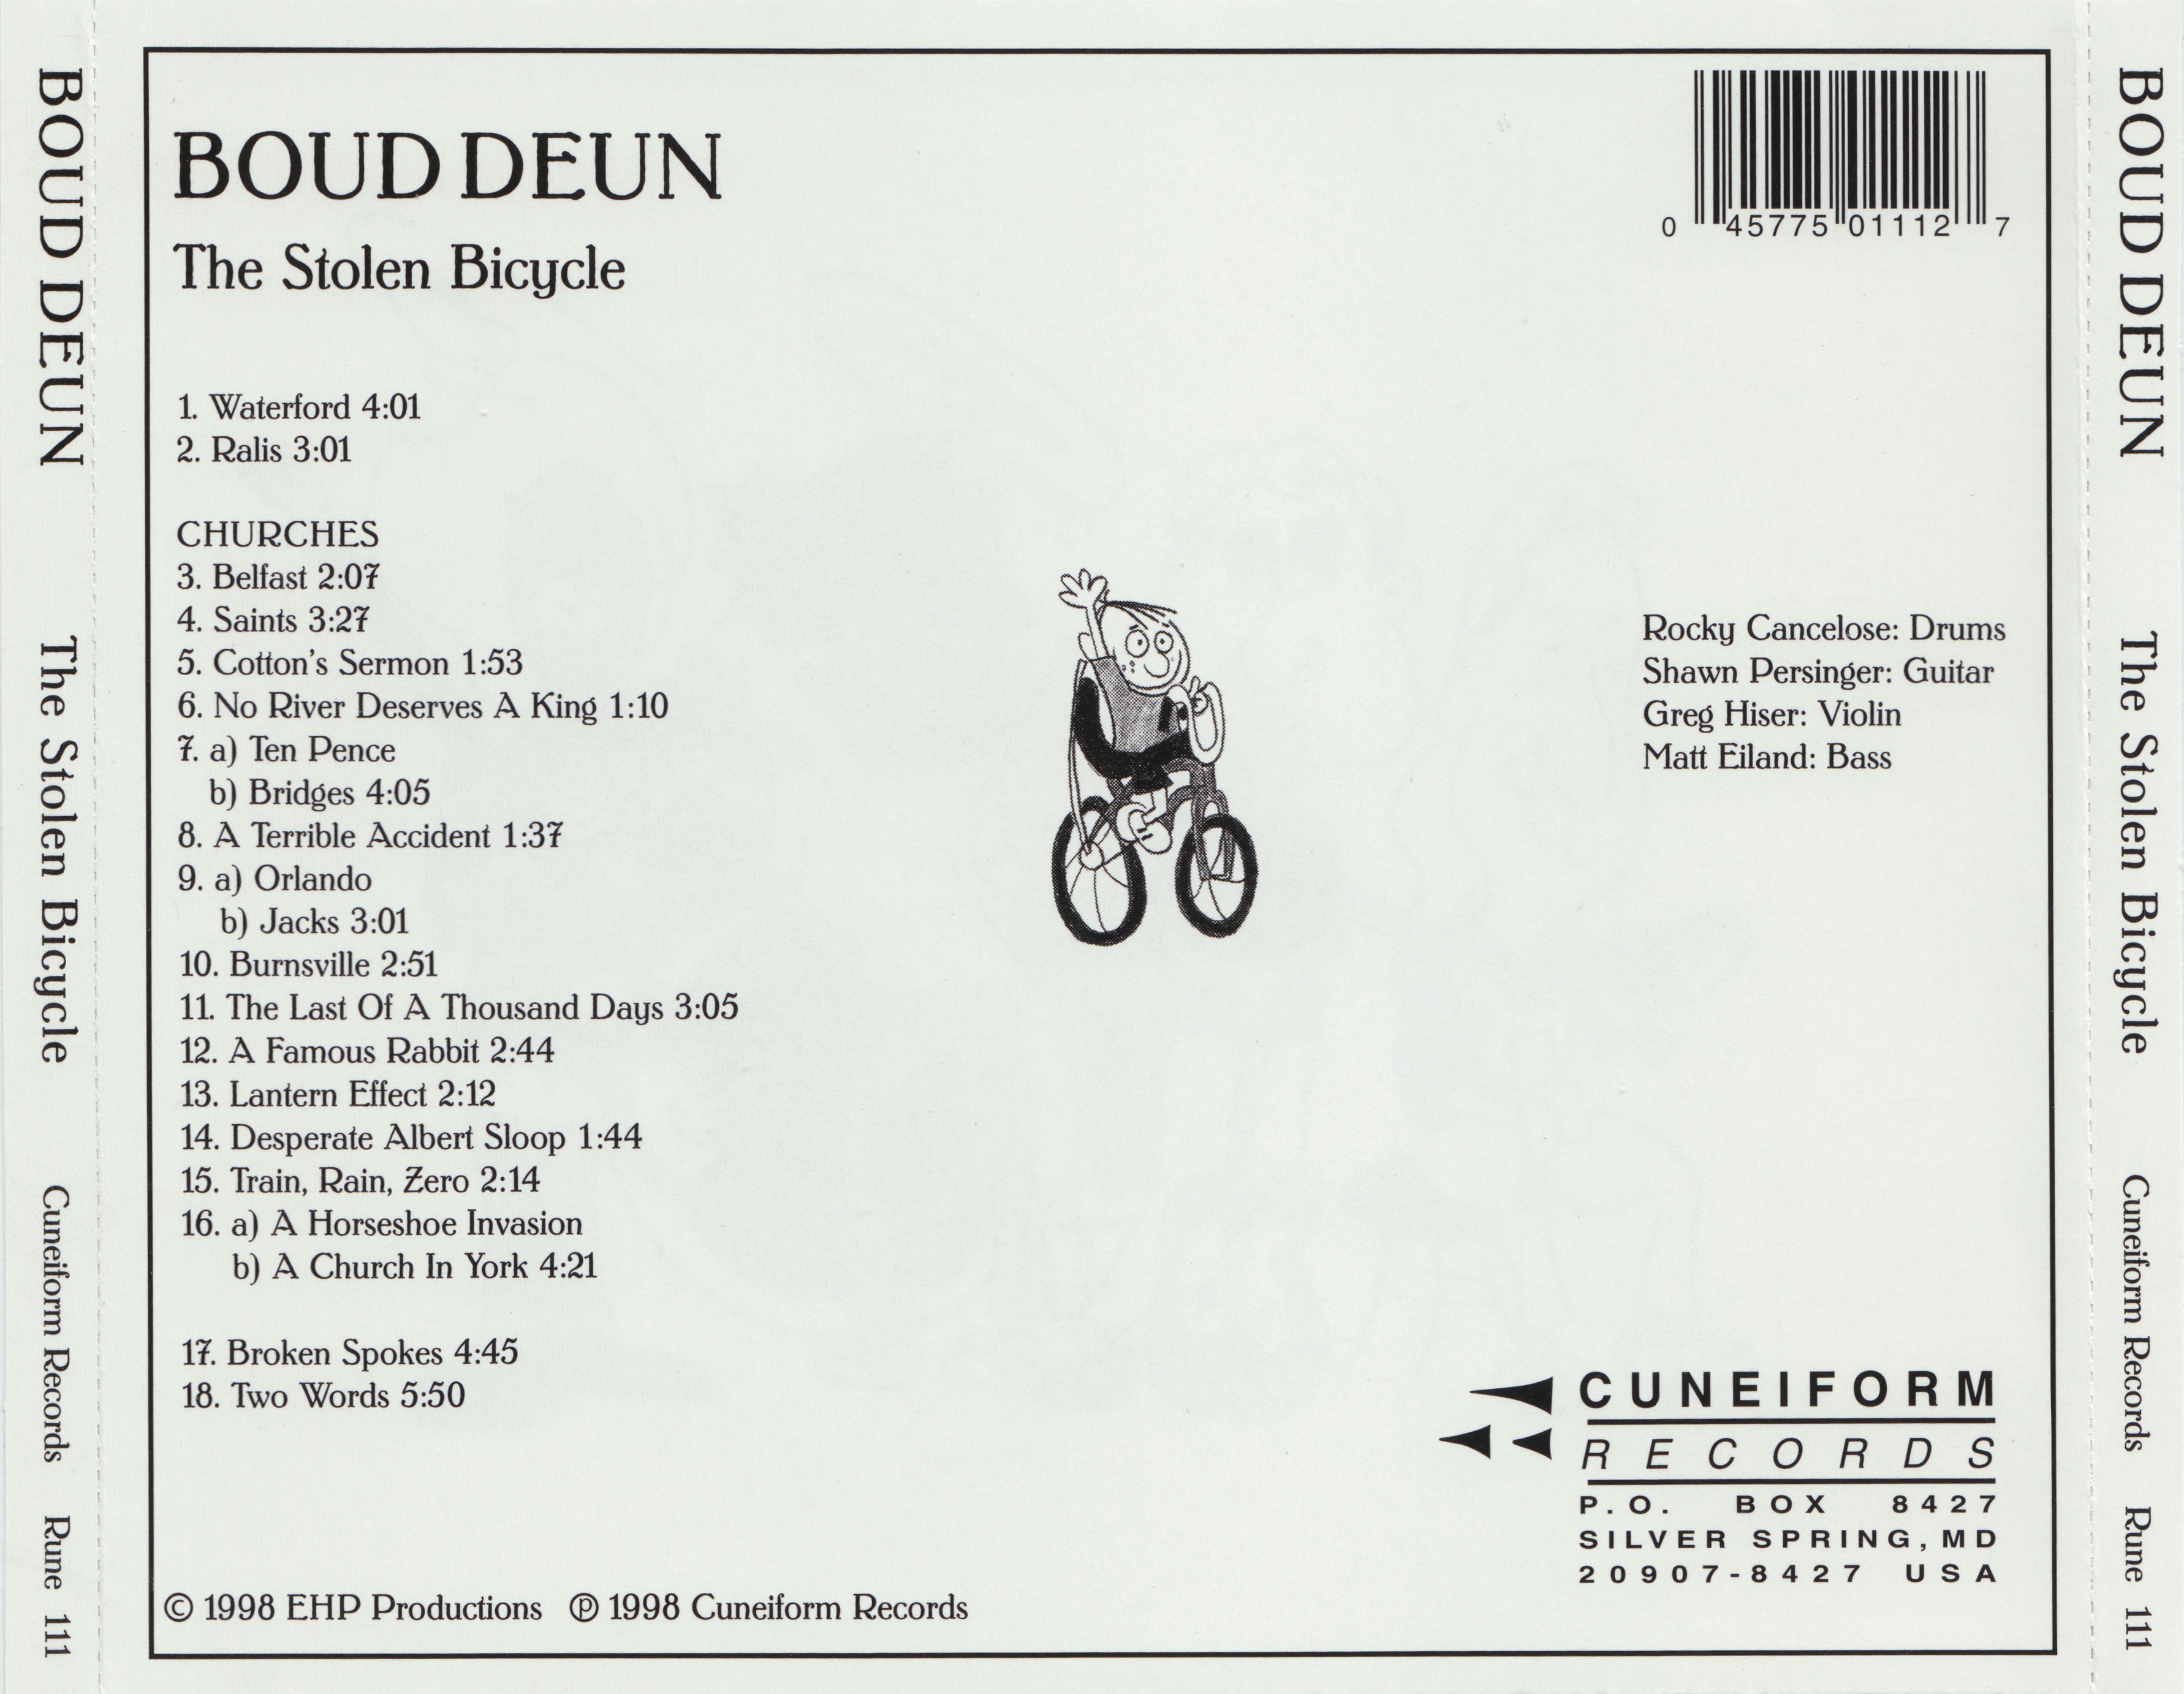 BOUD DEUN    The Stolen Bicycle    Cuneiform Records    Rune 111
BOUD DEUN
The Stolen Bicycle
0 45775 01112 7
1. Waterford 4:01
2. Ralis 3:01
CHURCHES
3. Belfast 2:07
4. Saints 3:27
5. Cotton's Sermon 1:53
6. No River Deserves A King 1:10
7. a) Ten Pence
b) Bridges 4:05
8. A Terrible Accident 1:37
9. a) Orlando
b) Jacks 3:01
10. Burnsville 2:51
11. The Last Of A Thousand Days 3:05
12. A Famous Rabbit 2:44
13. Lantern Effect 2:12
14. Desperate Albert Sloop 1:44
15. Train, Rain, Zero 2:14
16. a) A Horseshoe Invasion
b) A Church In York 4:21
17. Broken Spokes 4:45
18. Two Words 5:50
Rocky Cancelose: Drums
Shawn Persinger: Guitar
Greg Hiser: Violin
Matt Eiland: Bass
CUNEIFORM
RECORDS
P.O. BOX 8427
SILVER SPRING, MD
20907-8427 USA
© 1998 EHP Productions ℗ 1998 Cuneiform Records
BOUD DEUN    The Stolen Bicycle    Cuneiform Records    Rune 111